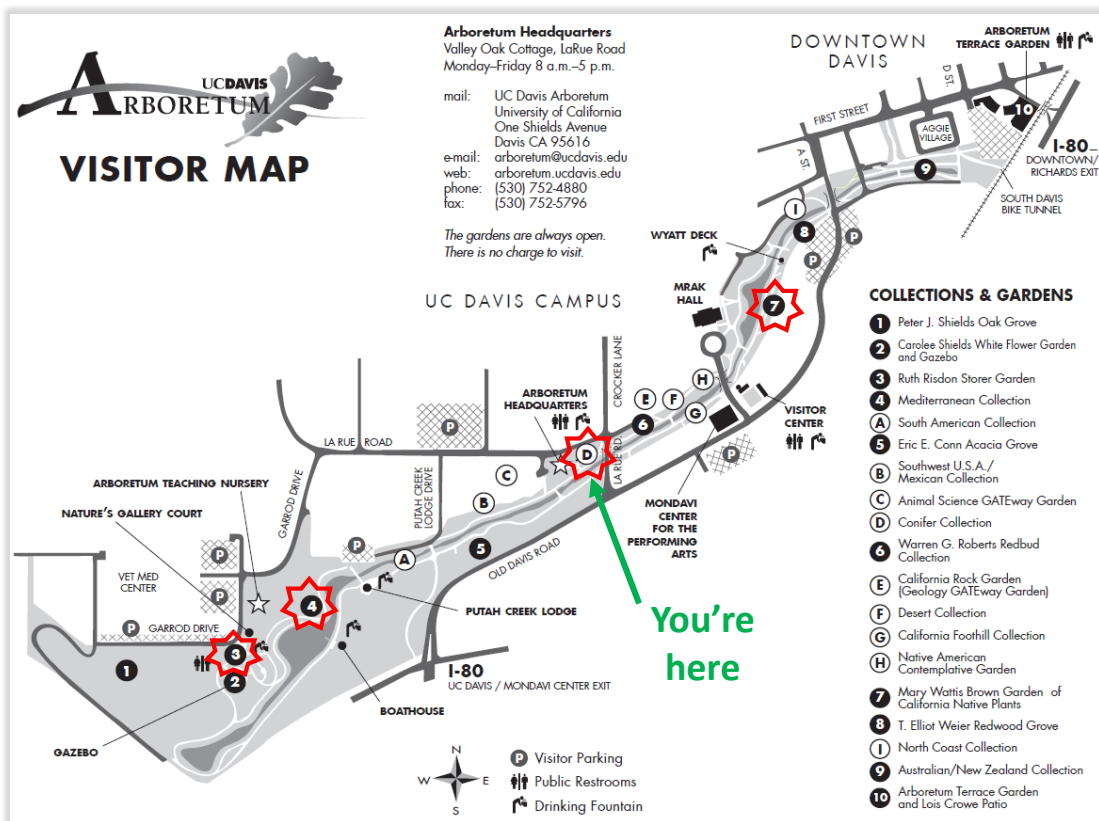 UCDAVIS
ARBORETUM
VISITOR MAP
Arboretum Headquarters
Valley Oak Cottage, LaRue Road
Monday–Friday 8 a.m.–5 p.m.
mail: UC Davis Arboretum
University of California
One Shields Avenue
Davis CA 95616
e-mail: arboretum@ucdavis.edu
web: arboretum.ucdavis.edu
phone: (530) 752-4880
fax: (530) 752-5796
The gardens are always open.
There is no charge to visit.
DOWNTOWN
DAVIS
ARBORETUM
TERRACE GARDEN
D ST.
FIRST STREET
AGGIE
VILLAGE
10
I-80
DOWNTOWN/
RICHARDS EXIT
A ST.
9
SOUTH DAVIS
BIKE TUNNEL
I
8
P
P
WYATT DECK
MRAK
HALL
7
UC DAVIS CAMPUS
CROCKER LANE
ARBORETUM
HEADQUARTERS
H
E
F
G
6
VISITOR
CENTER
P
D
LA RUE RD.
MONDAVI
CENTER
FOR THE
PERFORMING
ARTS
P
LA RUE ROAD
C
B
PUTAH CREEK
LODGE DRIVE
GARROD DRIVE
ARBORETUM TEACHING NURSERY
NATURE'S GALLERY COURT
P
P
A
5
OLD DAVIS ROAD
VET MED
CENTER
P
4
PUTAH CREEK LODGE
P
GARROD DRIVE
3
1
2
I-80
UC DAVIS / MONDAVI CENTER EXIT
BOATHOUSE
GAZEBO
You're
here
N
W
E
S
P Visitor Parking
Public Restrooms
Drinking Fountain
COLLECTIONS & GARDENS
1 Peter J. Shields Oak Grove
2 Carolee Shields White Flower Garden
and Gazebo
3 Ruth Risdon Storer Garden
4 Mediterranean Collection
A South American Collection
5 Eric E. Conn Acacia Grove
B Southwest U.S.A./
Mexican Collection
C Animal Science GATEway Garden
D Conifer Collection
6 Warren G. Roberts Redbud
Collection
E California Rock Garden
(Geology GATEway Garden)
F Desert Collection
G California Foothill Collection
H Native American
Contemplative Garden
7 Mary Wattis Brown Garden of
California Native Plants
8 T. Elliot Weier Redwood Grove
I North Coast Collection
9 Australian/New Zealand Collection
10 Arboretum Terrace Garden
and Lois Crowe Patio